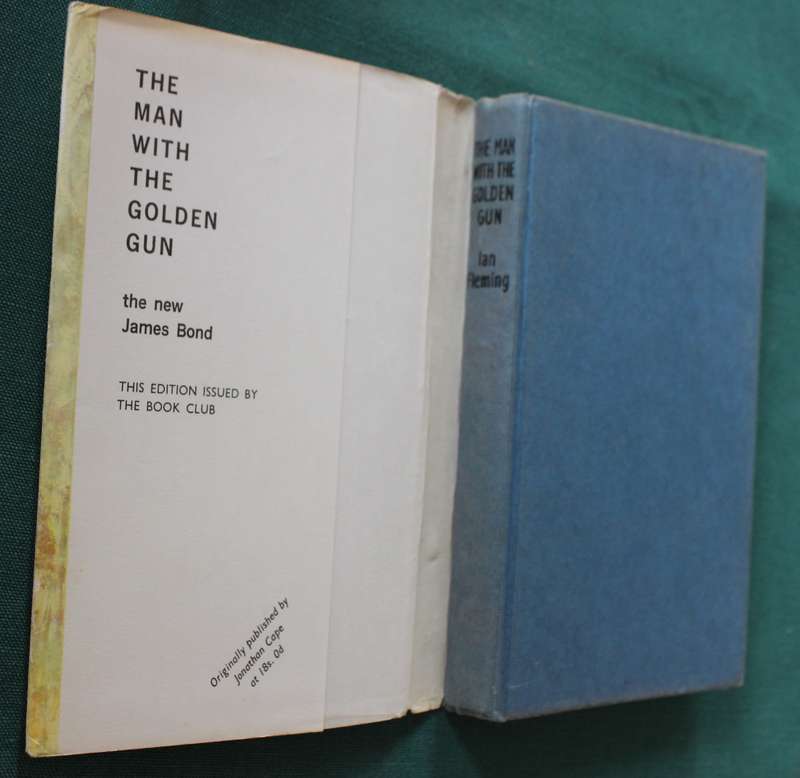 THE
MAN
WITH
THE
GOLDEN
GUN
the new
James Bond
THIS EDITION ISSUED BY
THE BOOK CLUB
Originally published by
Jonathan Cape
at 18s. 0d
THE MAN
WITH THE
GOLDEN
GUN
Ian
Fleming